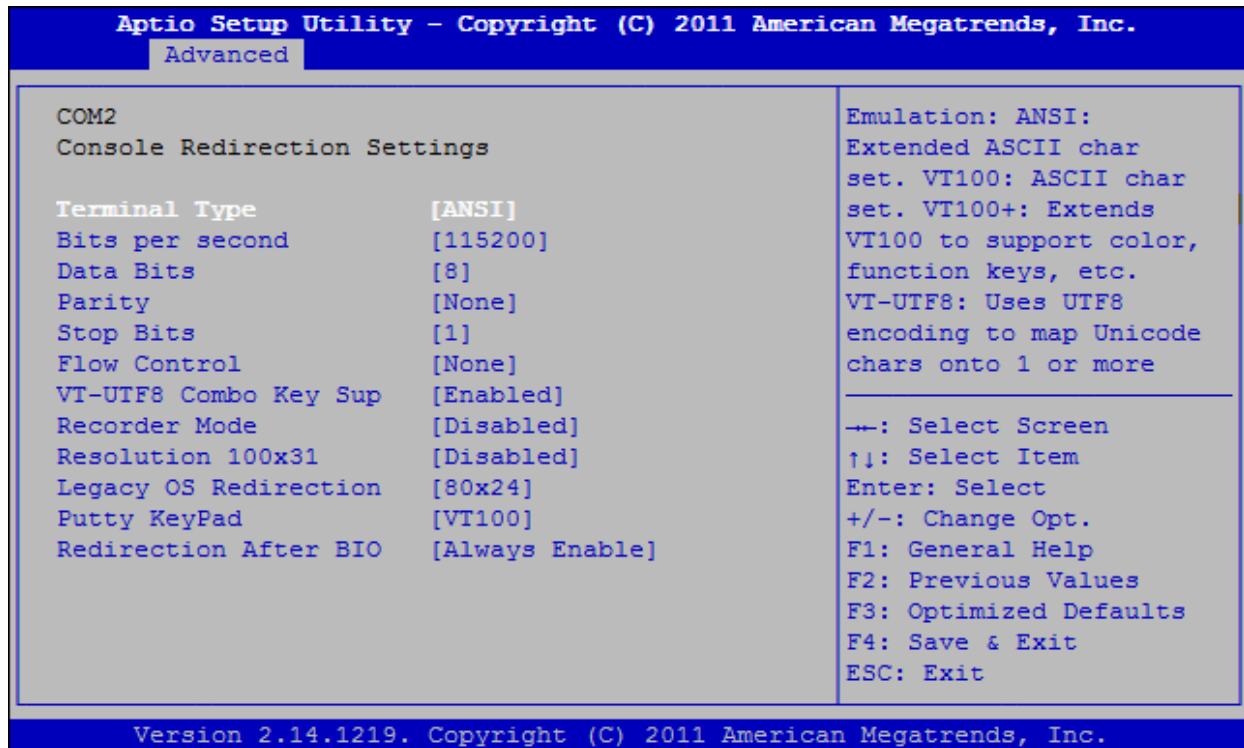 Aptio Setup Utility – Copyright (C) 2011 American Megatrends, Inc.
Advanced
COM2
Console Redirection Settings
Terminal Type [ANSI]
Bits per second [115200]
Data Bits [8]
Parity [None]
Stop Bits [1]
Flow Control [None]
VT-UTF8 Combo Key Sup [Enabled]
Recorder Mode [Disabled]
Resolution 100x31 [Disabled]
Legacy OS Redirection [80x24]
Putty KeyPad [VT100]
Redirection After BIO [Always Enable]
Emulation: ANSI:
Extended ASCII char
set. VT100: ASCII char
set. VT100+: Extends
VT100 to support color,
function keys, etc.
VT-UTF8: Uses UTF8
encoding to map Unicode
chars onto 1 or more
→←: Select Screen
↑↓: Select Item
Enter: Select
+/-: Change Opt.
F1: General Help
F2: Previous Values
F3: Optimized Defaults
F4: Save & Exit
ESC: Exit
Version 2.14.1219. Copyright (C) 2011 American Megatrends, Inc.